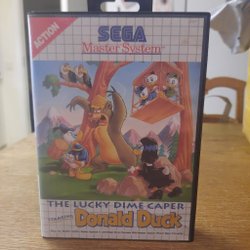 ACTION
SEGA
Master System
THE LUCKY DIME CAPER
STARRING
Donald Duck